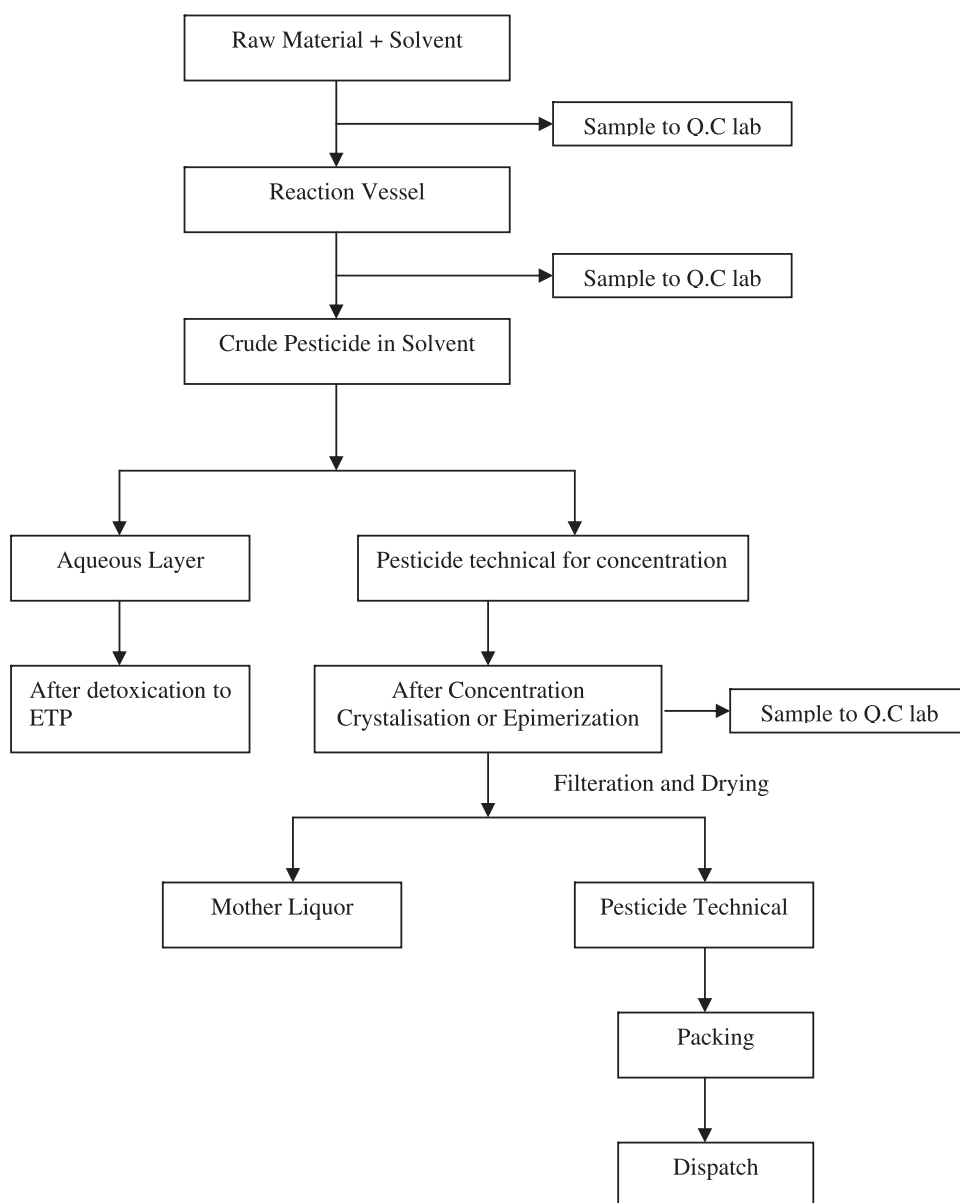 Raw Material + Solvent
Sample to Q.C lab
Reaction Vessel
Sample to Q.C lab
Crude Pesticide in Solvent
Aqueous Layer
Pesticide technical for concentration
After detoxication to
ETP
After Concentration
Crystalisation or Epimerization
Sample to Q.C lab
Filteration and Drying
Mother Liquor
Pesticide Technical
Packing
Dispatch